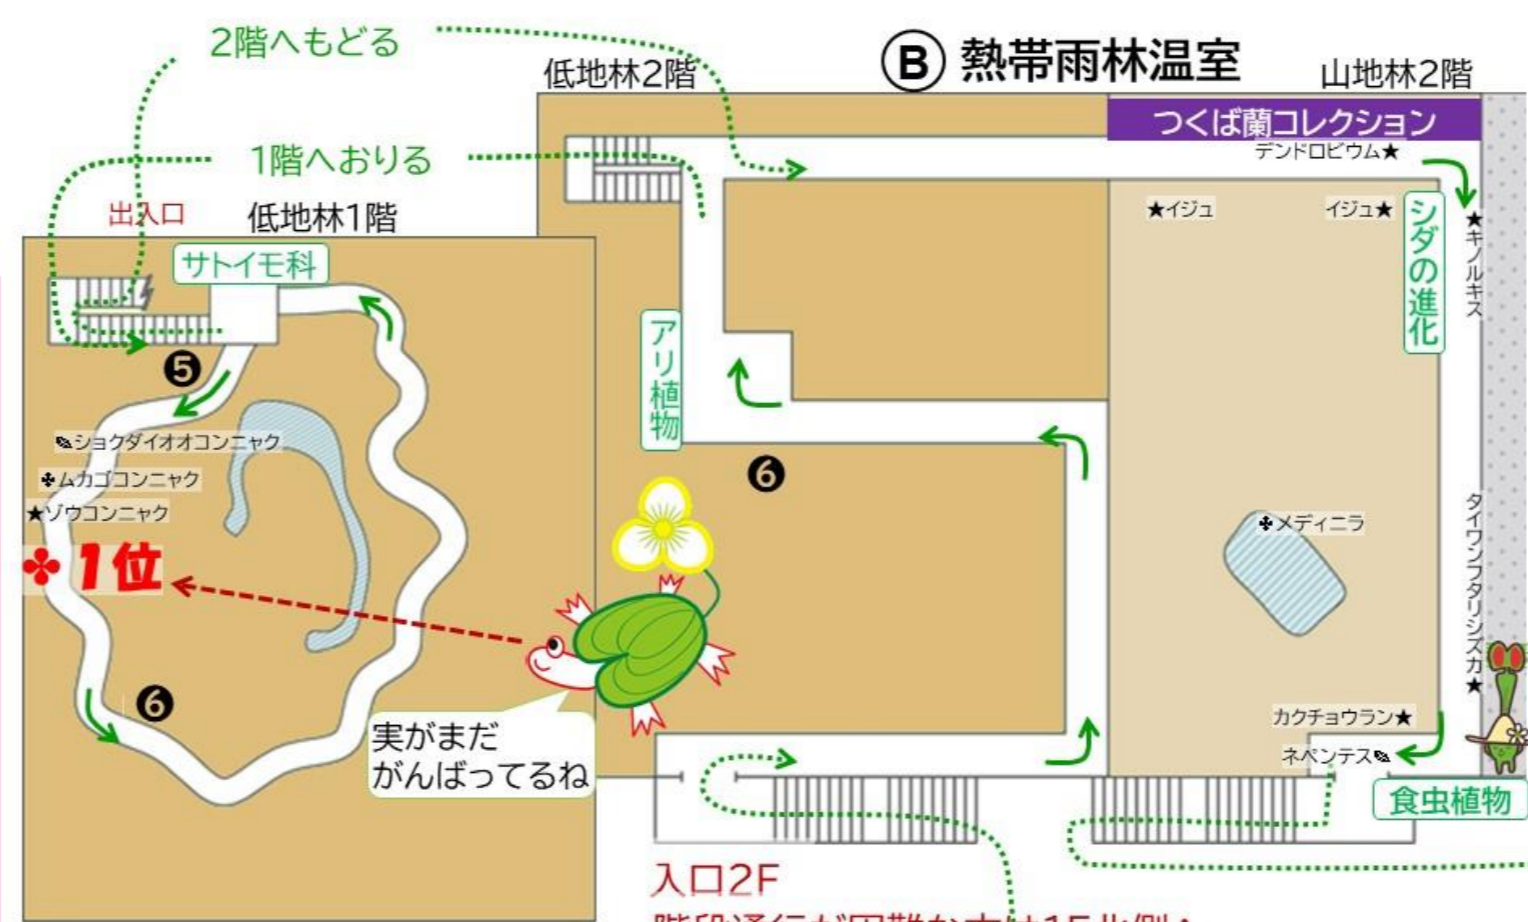 2階へもどる
低地林2階
Ⓑ 熱帯雨林温室
山地林2階
つくば蘭コレクション
デンドロビウム★
1階へおりる
出入口
低地林1階
★イジュ
イジュ★
シダの進化
★キノルキス
サトイモ科
アリ植物
❺
✎ショクダイオオコンニャク
✤ムカゴコンニャク
★ゾウコンニャク
✤1位
❻
❻
✤メディニラ
タイワンフタリシズカ★
実がまだ
がんばってるね
カクチョウラン★
ネペンテス✎
食虫植物
入口2F